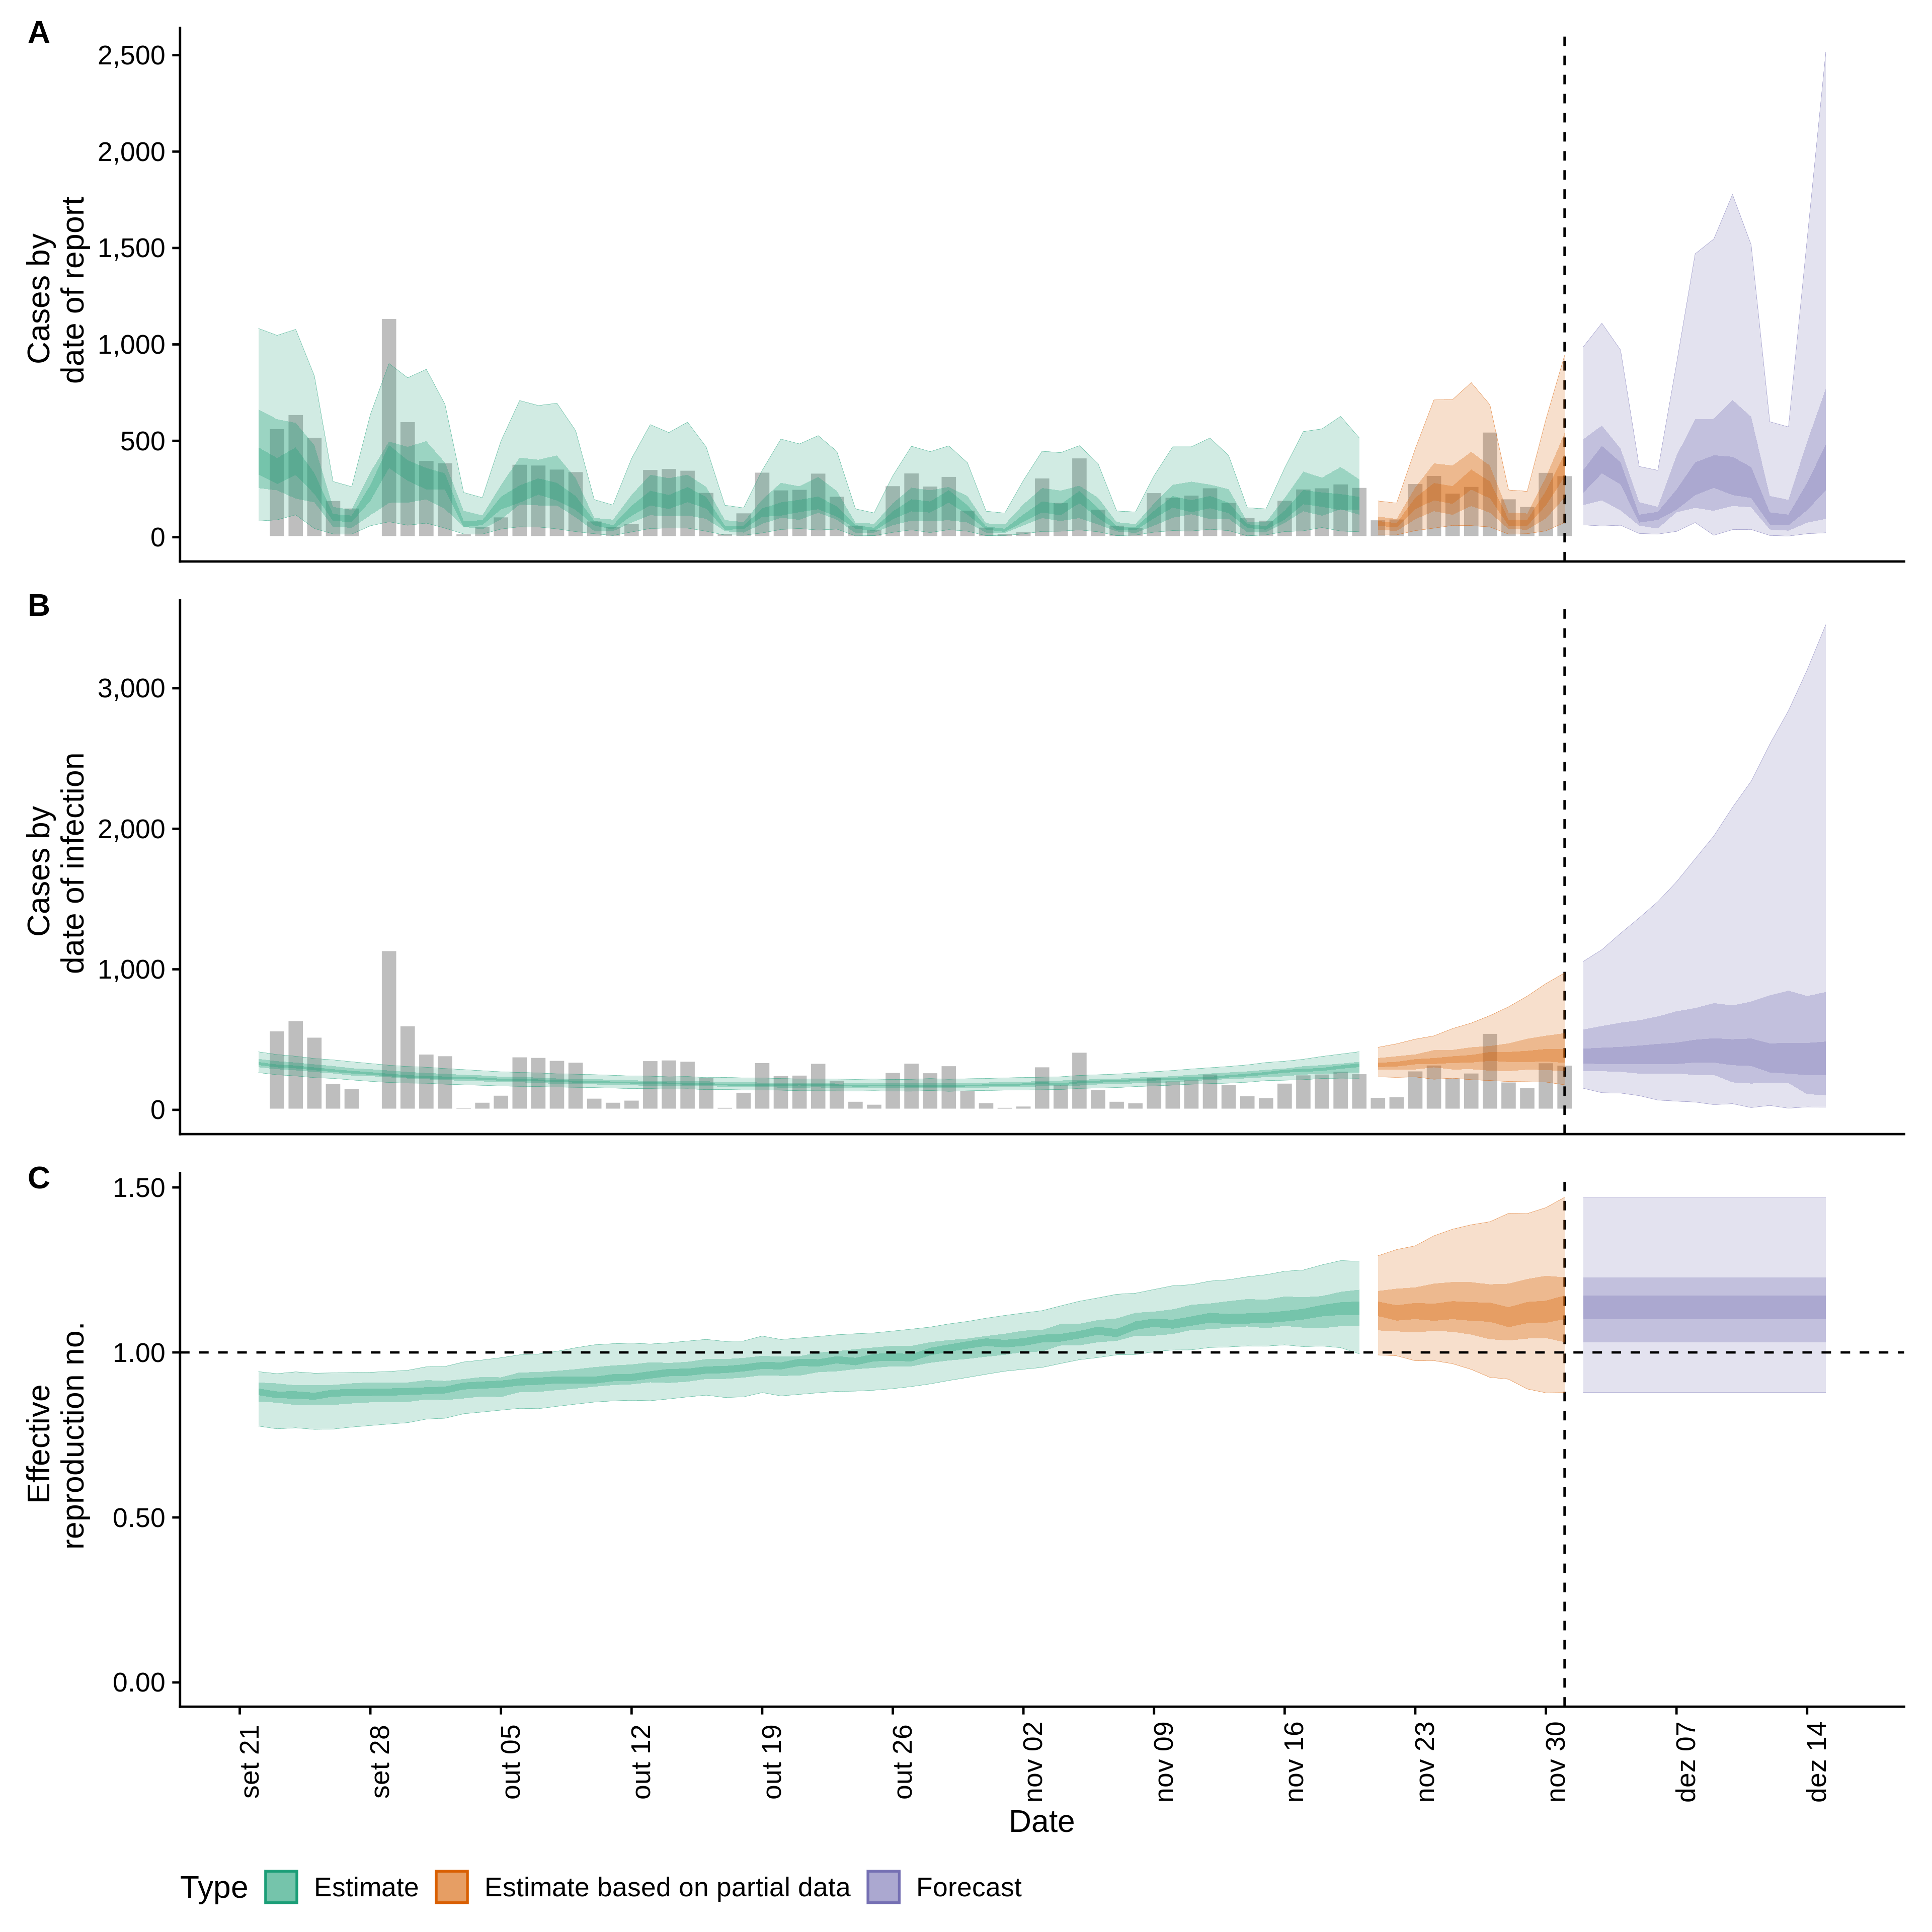 A
2,500
2,000
1,500
1,000
500
0
Cases by
date of report
B
3,000
2,000
1,000
0
Cases by
date of infection
C
1.50
1.00
0.50
0.00
Effective
reproduction no.
set 21
set 28
out 05
out 12
out 19
out 26
nov 02
nov 09
nov 16
nov 23
nov 30
dez 07
dez 14
Date
Type Estimate Estimate based on partial data Forecast